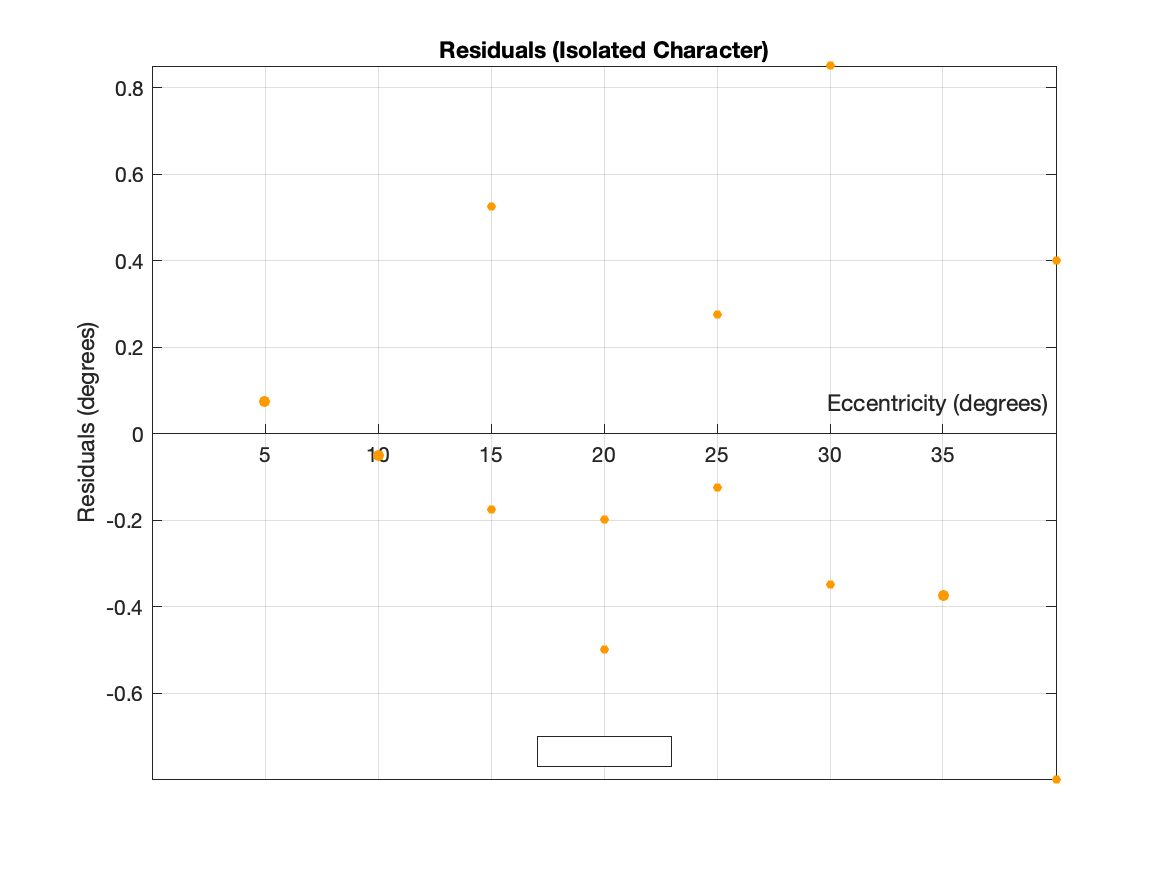 Residuals (Isolated Character)
0.8
0.6
0.4
0.2
0
-0.2
-0.4
-0.6
Residuals (degrees)
Eccentricity (degrees)
5 10 15 20 25 30 35